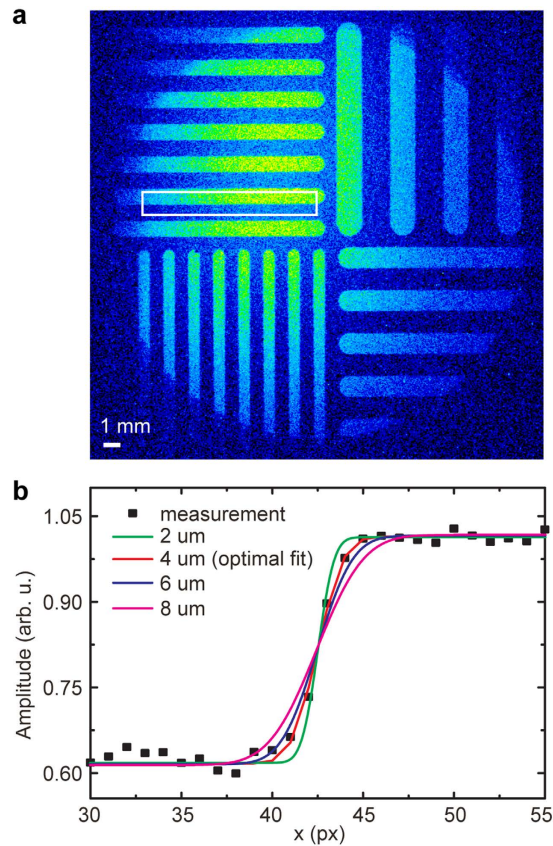 a
1 mm
b
measurement
2 um
4 um (optimal fit)
6 um
8 um
Amplitude (arb. u.)
1.05
0.90
0.75
0.60
30
35
40
45
50
55
x (px)